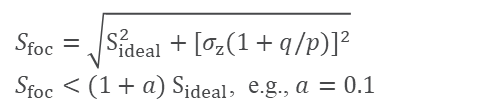 S_foc = √(S²_ideal + [σ_z(1 + q/p)]²)
S_foc < (1 + a) S_ideal, e.g., a = 0.1